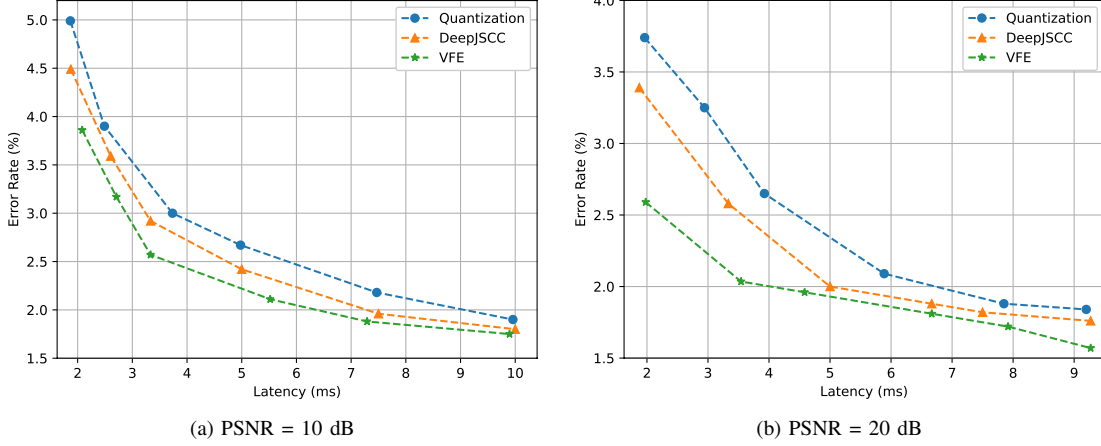 5.0
4.5
4.0
3.5
3.0
2.5
2.0
1.5
Error Rate (%)
Quantization
DeepJSCC
VFE
2 3 4 5 6 7 8 9 10
Latency (ms)
(a) PSNR = 10 dB
4.0
3.5
3.0
2.5
2.0
1.5
Error Rate (%)
Quantization
DeepJSCC
VFE
2 3 4 5 6 7 8 9
Latency (ms)
(b) PSNR = 20 dB